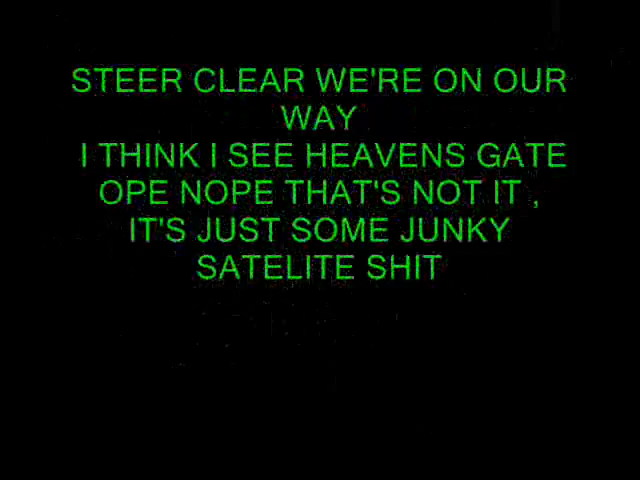 STEER CLEAR WE'RE ON OUR
WAY
I THINK I SEE HEAVENS GATE
OPE NOPE THAT'S NOT IT ,
IT'S JUST SOME JUNKY
SATELITE SHIT